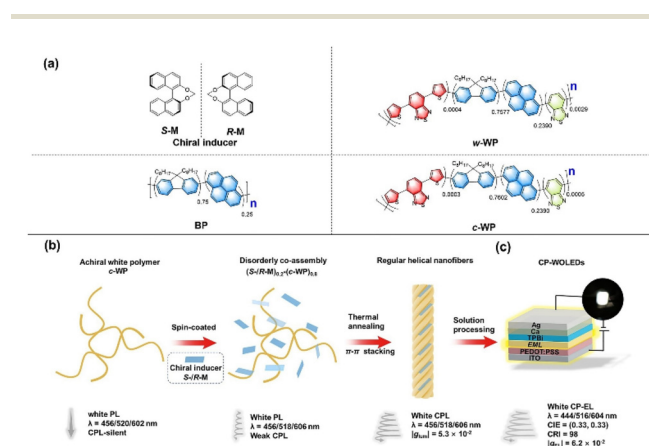 (a)
S-M
R-M
Chiral inducer
C8H17 C8H17
S
N N
S
0.0004
0.7577
0.2390
0.0029
n
w-WP
C8H17 C8H17
0.75
0.25
n
BP
C8H17 C8H17
0.0003
0.7602
0.2390
0.0006
n
c-WP
(b)
Achiral white polymer
c-WP
Spin-coated
Chiral inducer
S-/R-M
Disorderly co-assembly
(S-/R-M)0.2-(c-WP)0.8
Thermal
annealing
π-π stacking
Regular helical nanofibers
Solution
processing
(c)
CP-WOLEDs
Ag
Ca
TPBi
EML
PEDOT:PSS
ITO
white PL
λ = 456/520/602 nm
CPL-silent
White PL
λ = 456/518/606 nm
Weak CPL
White CPL
λ = 456/518/606 nm
|glum| = 5.3 × 10⁻²
White CP-EL
λ = 444/516/604 nm
CIE = (0.33, 0.33)
CRI = 98
|gEL| = 6.2 × 10⁻²